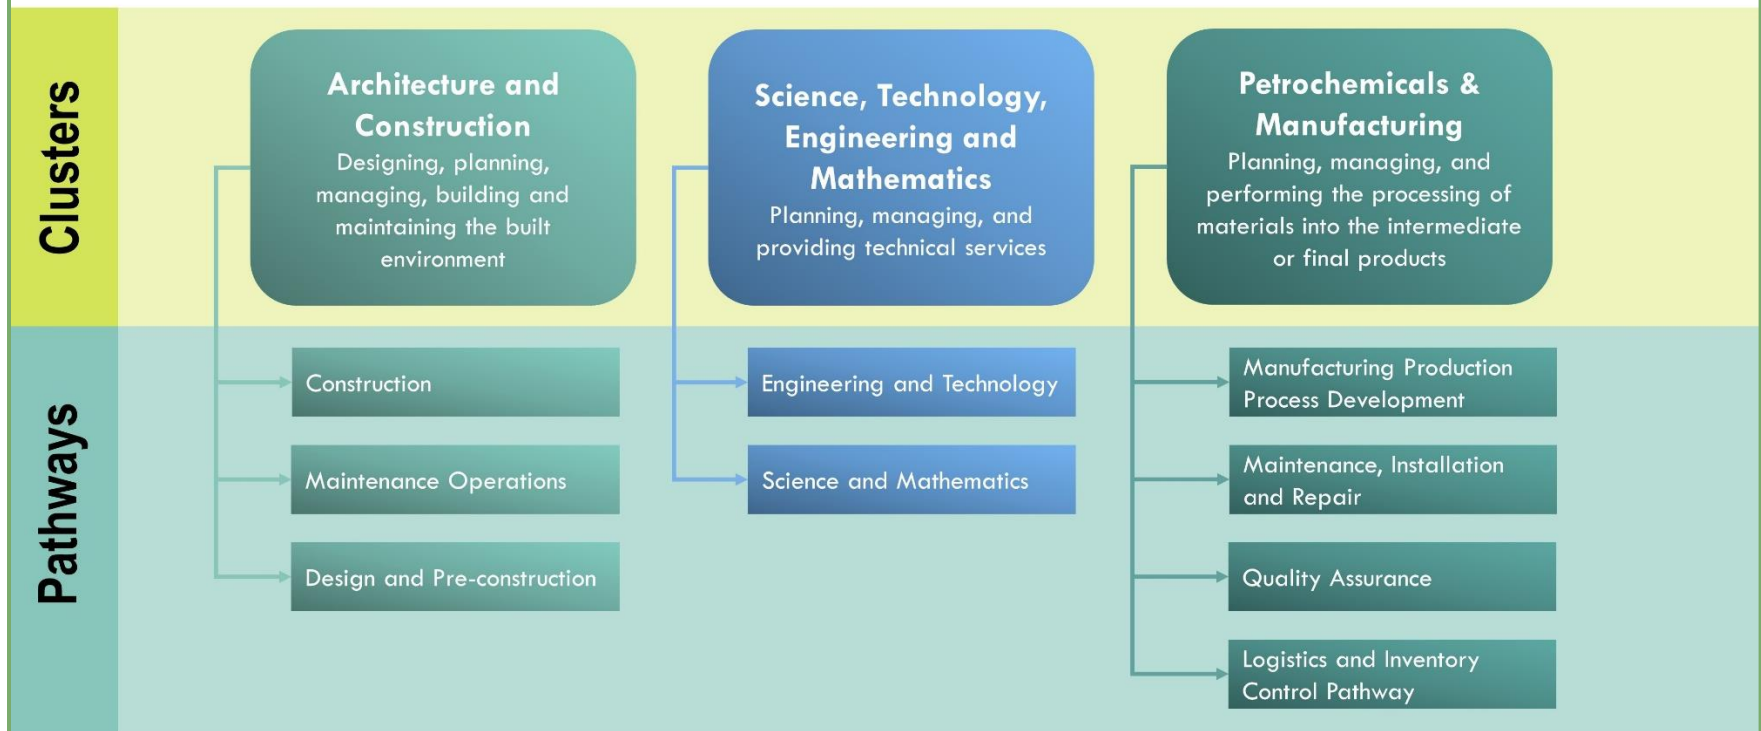 Clusters
Architecture and
Construction
Designing, planning,
managing, building and
maintaining the built
environment
Science, Technology,
Engineering and
Mathematics
Planning, managing, and
providing technical services
Petrochemicals &
Manufacturing
Planning, managing, and
performing the processing of
materials into the intermediate
or final products
Pathways
Construction
Maintenance Operations
Design and Pre-construction
Engineering and Technology
Science and Mathematics
Manufacturing Production
Process Development
Maintenance, Installation
and Repair
Quality Assurance
Logistics and Inventory
Control Pathway